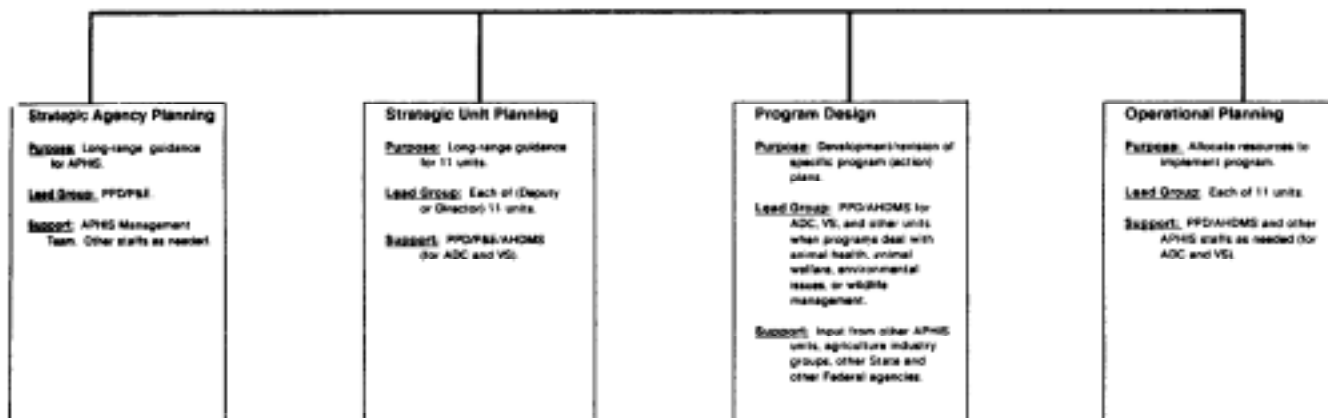 Strategic Agency Planning
Purpose: Long-range guidance
for APHIS.
Lead Group: PPD/P&E.
Support: APHIS Management
Team. Other staffs as needed.
Strategic Unit Planning
Purpose: Long-range guidance
for 11 units.
Lead Group: Each of (Deputy
or Director) 11 units.
Support: PPD/P&E/AHDMS
(for ADC and VS).
Program Design
Purpose: Development/revision of
specific program (action)
plans.
Lead Group: PPD/AHDMS for
ADC, VS, and other units
when programs deal with
animal health, animal
welfare, environmental
issues, or wildlife
management.
Support: Input from other APHIS
units, agriculture industry
groups, other State and
other Federal agencies.
Operational Planning
Purpose: Allocate resources to
implement program.
Lead Group: Each of 11 units.
Support: PPD/AHDMS and other
APHIS staffs as needed (for
ADC and VS).